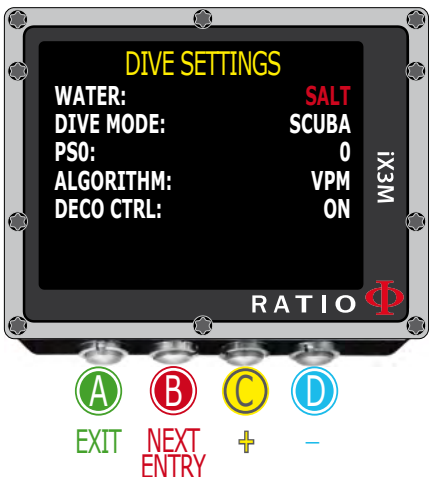 DIVE SETTINGS
WATER: SALT
DIVE MODE: SCUBA
PS0: 0
ALGORITHM: VPM
DECO CTRL: ON
iX3M
RATIO
A B C D
EXIT NEXT ENTRY + -